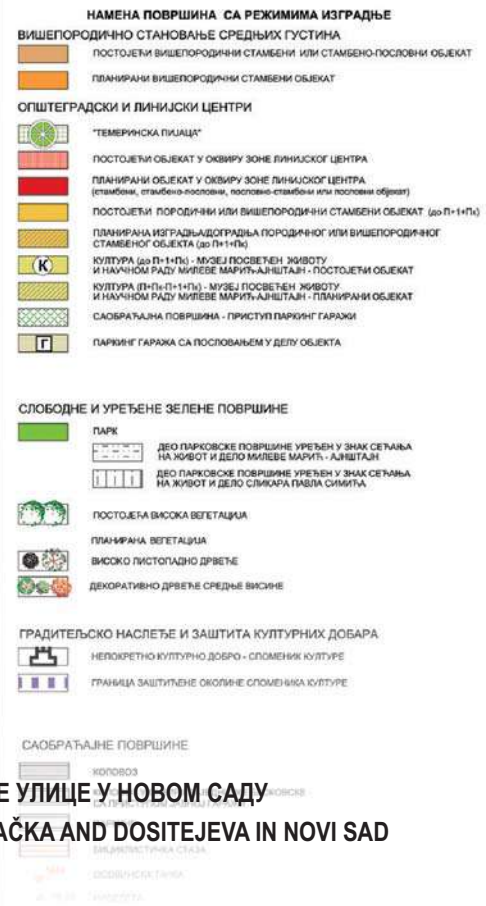 НАМЕНА ПОВРШИНА СА РЕЖИМИМА ИЗГРАДЊЕ
ВИШЕПОРОДИЧНО СТАНОВАЊЕ СРЕДЊИХ ГУСТИНА
ПОСТОЈЕЋИ ВИШЕПОРОДИЧНИ СТАМБЕНИ ИЛИ СТАМБЕНО-ПОСЛОВНИ ОБЈЕКАТ
ПЛАНИРАНИ ВИШЕПОРОДИЧНИ СТАМБЕНИ ОБЈЕКАТ
ОПШТЕГРАДСКИ И ЛИНИЈСКИ ЦЕНТРИ
"ТЕМЕРИНСКА ПИЈАЦА"
ПОСТОЈЕЋИ ОБЈЕКАТ У ОКВИРУ ЗОНЕ ЛИНИЈСКОГ ЦЕНТРА
ПЛАНИРАНИ ОБЈЕКАТ У ОКВИРУ ЗОНЕ ЛИНИЈСКОГ ЦЕНТРА
(стамбени, стамбено-пословни, пословно-стамбени или пословни објекат)
ПОСТОЈЕЋИ ПОРОДИЧНИ ИЛИ ВИШЕПОРОДИЧНИ СТАМБЕНИ ОБЈЕКАТ (до П+1+Пк)
ПЛАНИРАНА ИЗГРАДЊА/ДОГРАДЊА ПОРОДИЧНОГ ИЛИ ВИШЕПОРОДИЧНОГ
СТАМБЕНОГ ОБЈЕКТА (до П+1+Пк)
К
КУЛТУРА (до П+1+Пк) - МУЗЕЈ ПОСВЕЋЕН ЖИВОТУ
И НАУЧНОМ РАДУ МИЛЕВЕ МАРИЋ-АЈНШТАЈН - ПОСТОЈЕЋИ ОБЈЕКАТ
КУЛТУРА (П+Пк-П+1+Пк) - МУЗЕЈ ПОСВЕЋЕН ЖИВОТУ
И НАУЧНОМ РАДУ МИЛЕВЕ МАРИЋ-АЈНШТАЈН - ПЛАНИРАНИ ОБЈЕКАТ
САОБРАЋАЈНА ПОВРШИНА - ПРИСТУП ПАРКИНГ ГАРАЖИ
Г
ПАРКИНГ ГАРАЖА СА ПОСЛОВАЊЕМ У ДЕЛУ ОБЈЕКТА
СЛОБОДНЕ И УРЕЂЕНЕ ЗЕЛЕНЕ ПОВРШИНЕ
ПАРК
ДЕО ПАРКОВСКЕ ПОВРШИНЕ УРЕЂЕН У ЗНАК СЕЋАЊА
НА ЖИВОТ И ДЕЛО МИЛЕВЕ МАРИЋ - АЈНШТАЈН
ДЕО ПАРКОВСКЕ ПОВРШИНЕ УРЕЂЕН У ЗНАК СЕЋАЊА
НА ЖИВОТ И ДЕЛО СЛИКАРА ПАВЛА СИМИЋА
ПОСТОЈЕЋА ВИСОКА ВЕГЕТАЦИЈА
ПЛАНИРАНА ВЕГЕТАЦИЈА
ВИСОКО ЛИСТОПАДНО ДРВЕЋЕ
ДЕКОРАТИВНО ДРВЕЋЕ СРЕДЊЕ ВИСИНЕ
ГРАДИТЕЉСКО НАСЛЕЂЕ И ЗАШТИТА КУЛТУРНИХ ДОБАРА
НЕПОКРЕТНО КУЛТУРНО ДОБРО - СПОМЕНИК КУЛТУРЕ
ГРАНИЦА ЗАШТИЋЕНЕ ОКОЛИНЕ СПОМЕНИКА КУЛТУРЕ
САОБРАЋАЈНЕ ПОВРШИНЕ
КОЛОВОЗ
Е УЛИЦЕ У НОВОМ САДУ
AČKA AND DOSITEJEVA IN NOVI SAD
БИЦИКЛИСТИЧКА СТАЗА